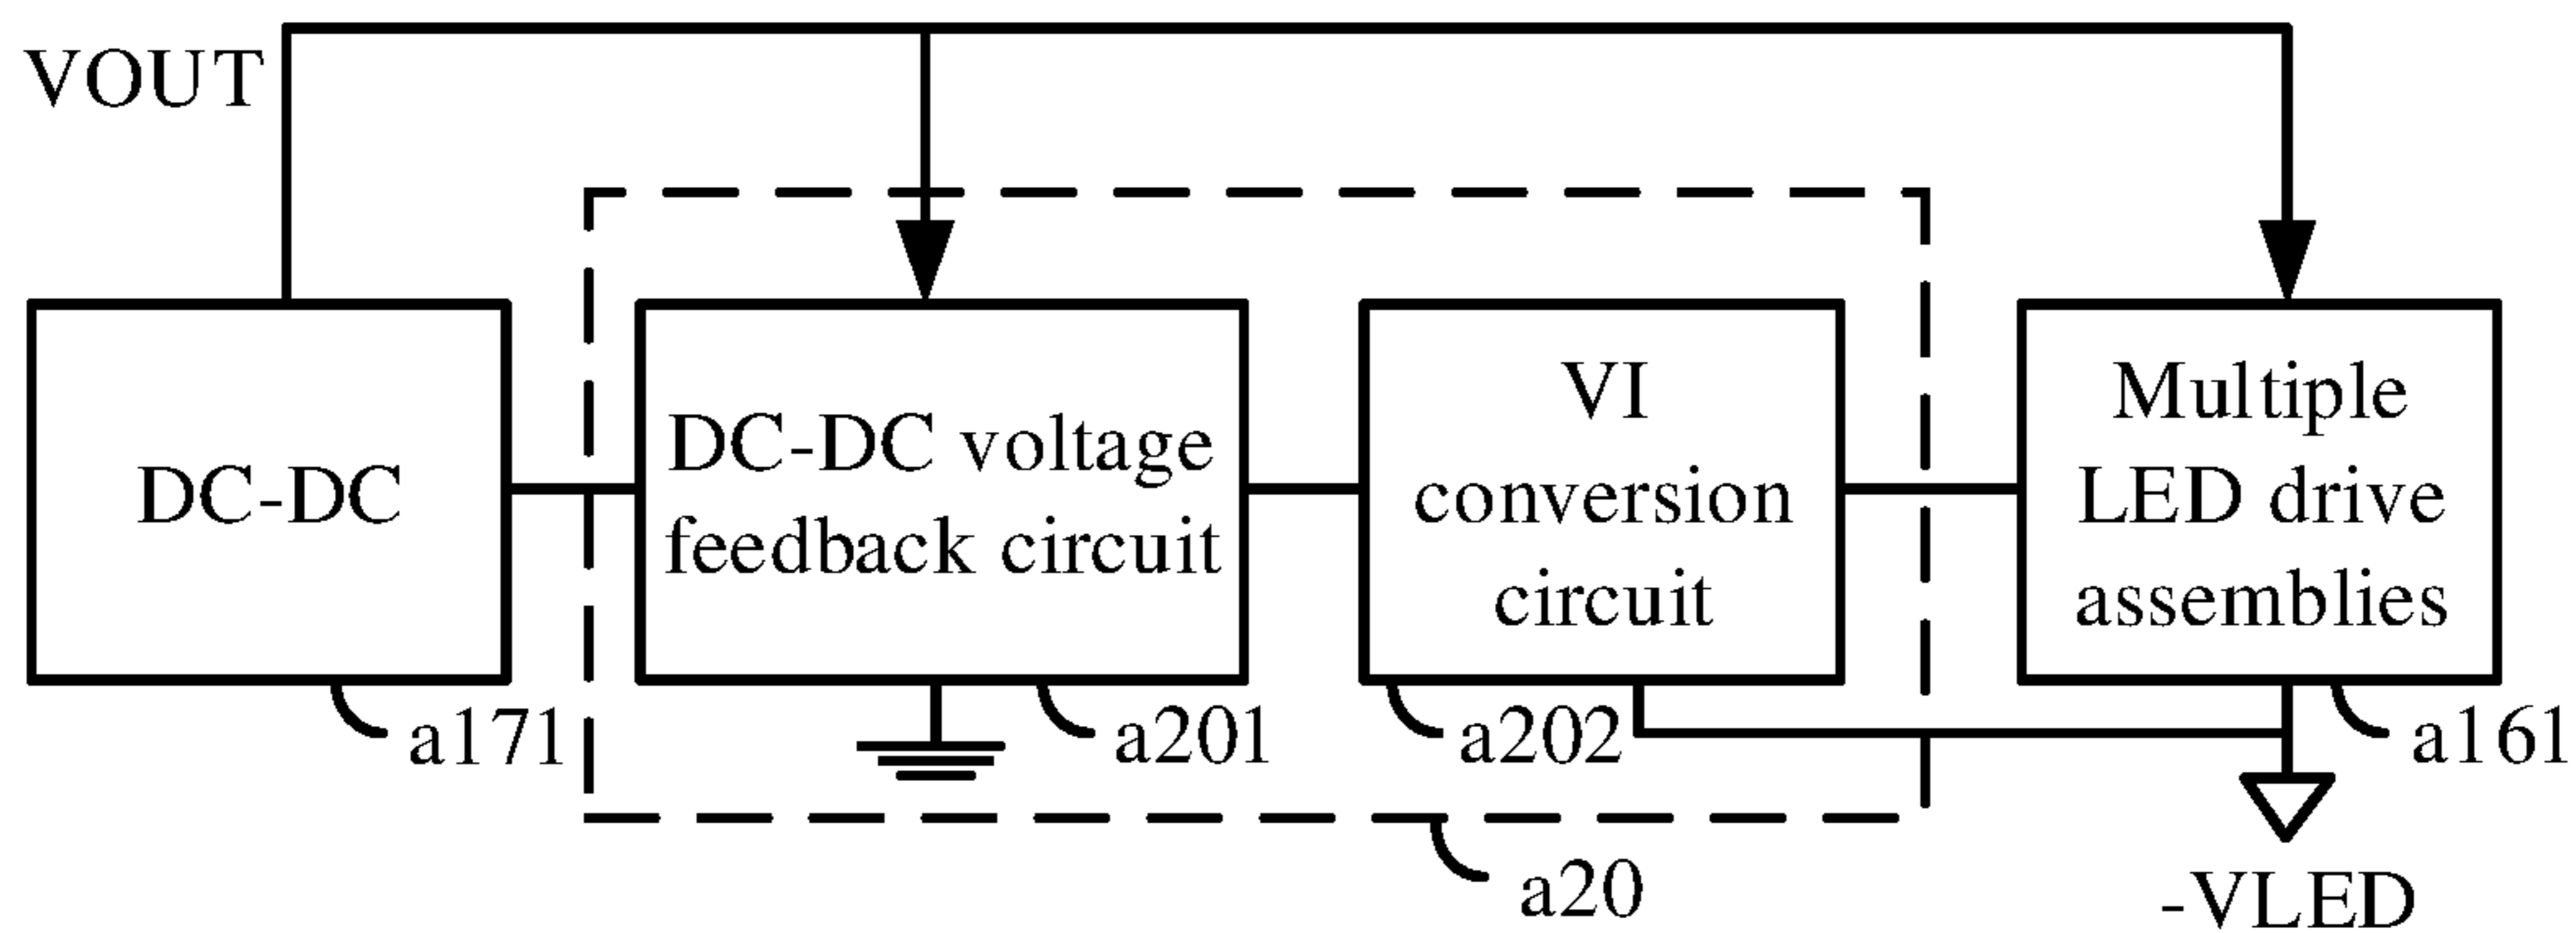 VOUT
DC-DC
DC-DC voltage
feedback circuit
VI
conversion
circuit
Multiple
LED drive
assemblies
a171
a201
a202
a161
a20
-VLED